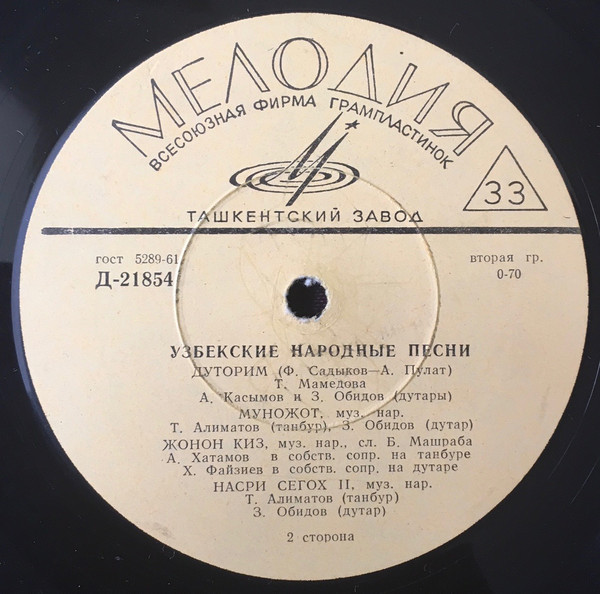 МЕЛОДИЯ
ВСЕСОЮЗНАЯ ФИРМА ГРАМПЛАСТИНОК
33
ТАШКЕНТСКИЙ ЗАВОД
гост 5289-61
Д-21854
вторая гр.
0-70
УЗБЕКСКИЕ НАРОДНЫЕ ПЕСНИ
ДУТОРИМ (Ф. Садыков—А. Пулат)
Т. Мамедова
А. Касымов и З. Обидов (дутары)
МУНОЖОТ, муз. нар.
Т. Алиматов (танбур), З. Обидов (дутар)
ЖОНОН КИЗ, муз. нар., сл. Б. Машраба
А. Хатамов в собств. сопр. на танбуре
Х. Файзиев в собств. сопр. на дутаре
НАСРИ СЕГОХ II, муз. нар.
Т. Алиматов (танбур)
З. Обидов (дутар)
2 сторона